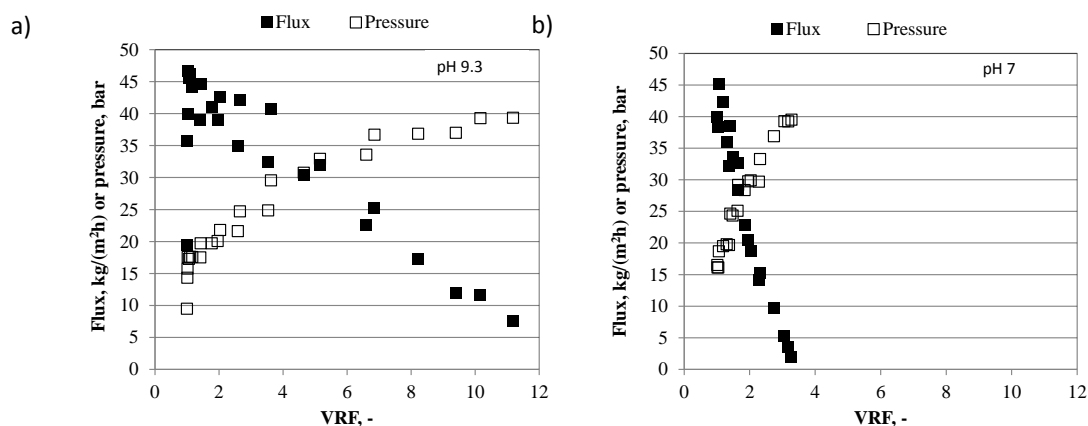 a)
■Flux □Pressure
pH 9.3
Flux, kg/(m²h) or pressure, bar
50
45
40
35
30
25
20
15
10
5
0
0 2 4 6 8 10 12
VRF, -
b)
■Flux □Pressure
pH 7
Flux, kg/(m²h) or pressure, bar
50
45
40
35
30
25
20
15
10
5
0
0 2 4 6 8 10 12
VRF, -